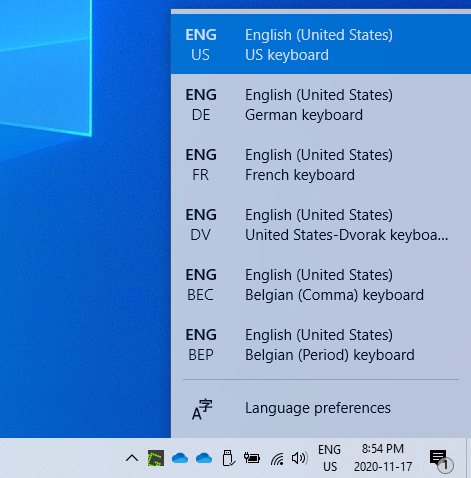 ENG English (United States)
US US keyboard
ENG English (United States)
DE German keyboard
ENG English (United States)
FR French keyboard
ENG English (United States)
DV United States-Dvorak keyboa...
ENG English (United States)
BEC Belgian (Comma) keyboard
ENG English (United States)
BEP Belgian (Period) keyboard
A字 Language preferences
ENG 8:54 PM
US 2020-11-17 1